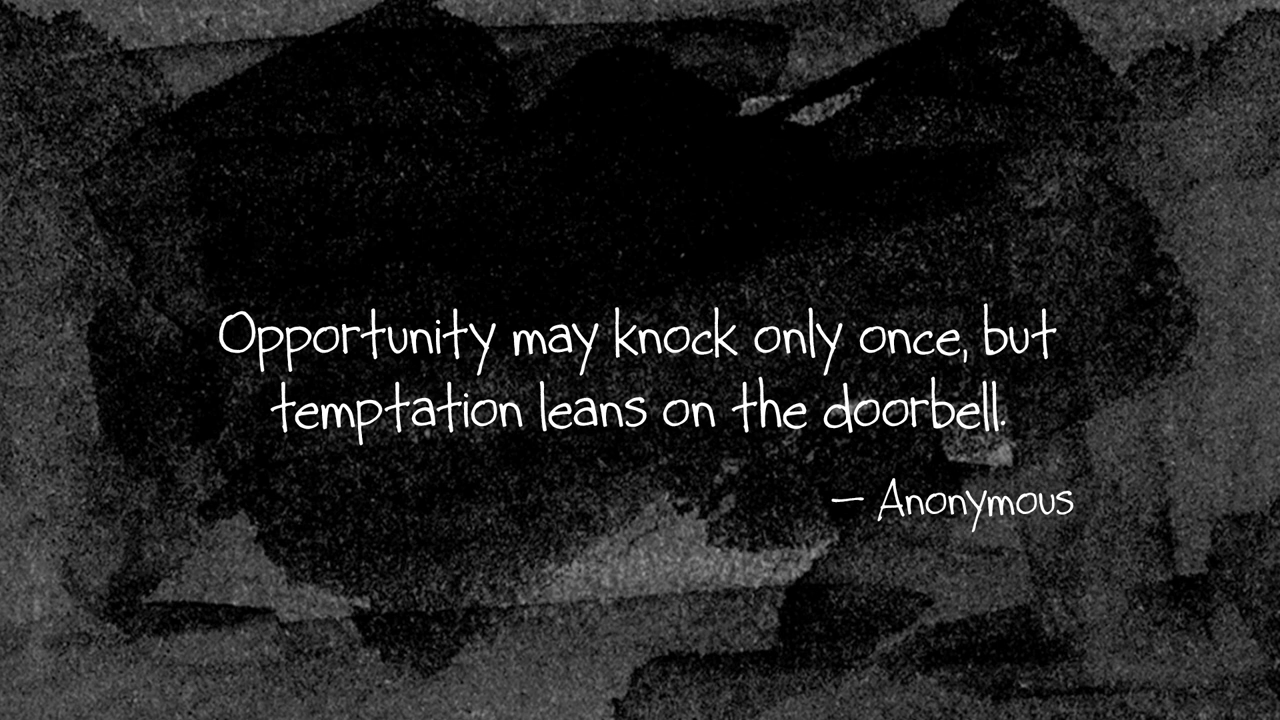 Opportunity may knock only once, but
temptation leans on the doorbell.
— Anonymous